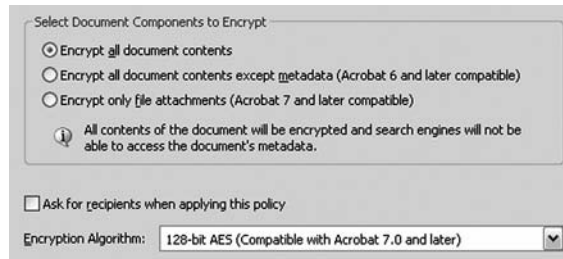 Select Document Components to Encrypt
Encrypt all document contents
Encrypt all document contents except metadata (Acrobat 6 and later compatible)
Encrypt only file attachments (Acrobat 7 and later compatible)
All contents of the document will be encrypted and search engines will not be
able to access the document's metadata.
Ask for recipients when applying this policy
Encryption Algorithm: 128-bit AES (Compatible with Acrobat 7.0 and later)